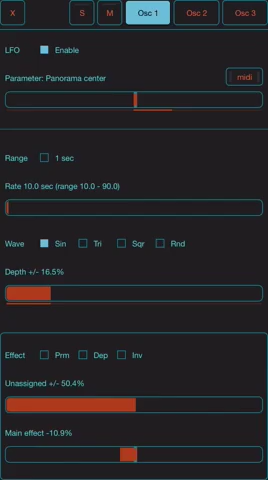 X S M Osc 1 Osc 2 Osc 3
LFO Enable
Parameter: Panorama center midi
Range 1 sec
Rate 10.0 sec (range 10.0 - 90.0)
Wave Sin Tri Sqr Rnd
Depth +/- 16.5%
Effect Prm Dep Inv
Unassigned +/- 50.4%
Main effect -10.9%